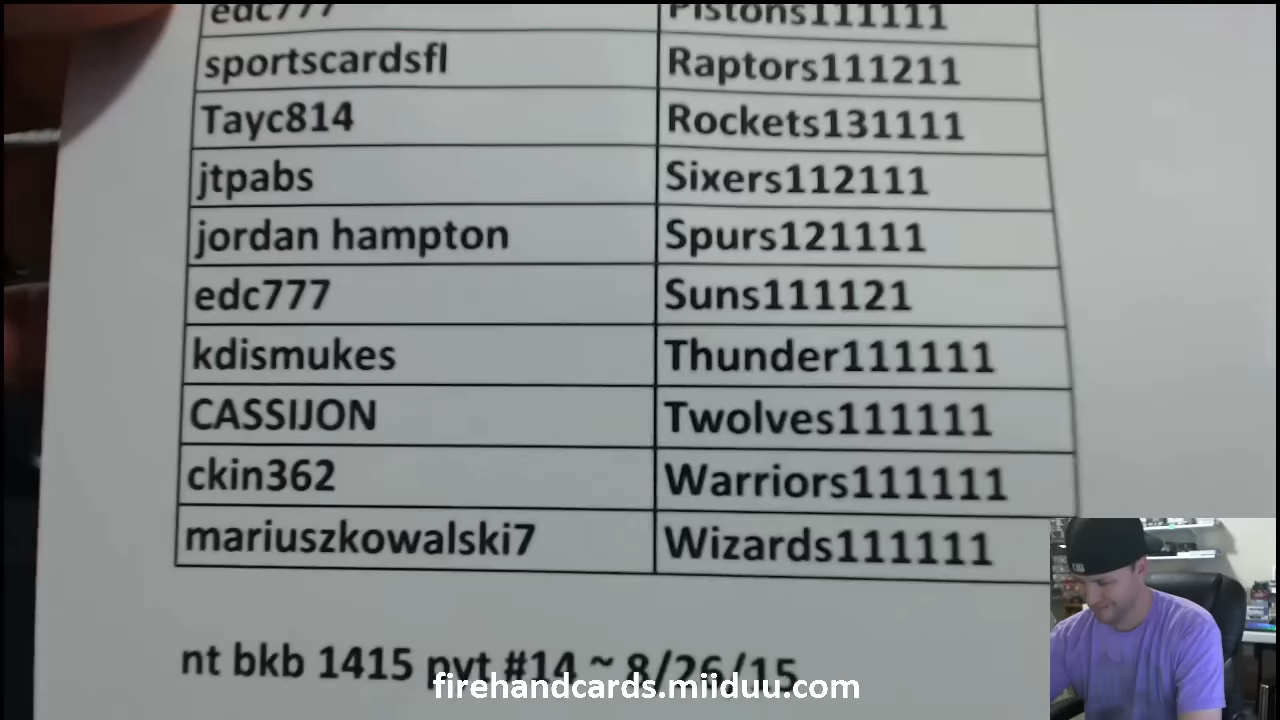 edc777 Pistons111111
sportscardsfl Raptors111211
Tayc814 Rockets131111
jtpabs Sixers112111
jordan hampton Spurs121111
edc777 Suns111121
kdismukes Thunder111111
CASSIJON Twolves111111
ckin362 Warriors111111
mariuszkowalski7 Wizards111111
nt bkb 1415 pyt #14 ~ 8/26/15
firehandcards.miiduu.com